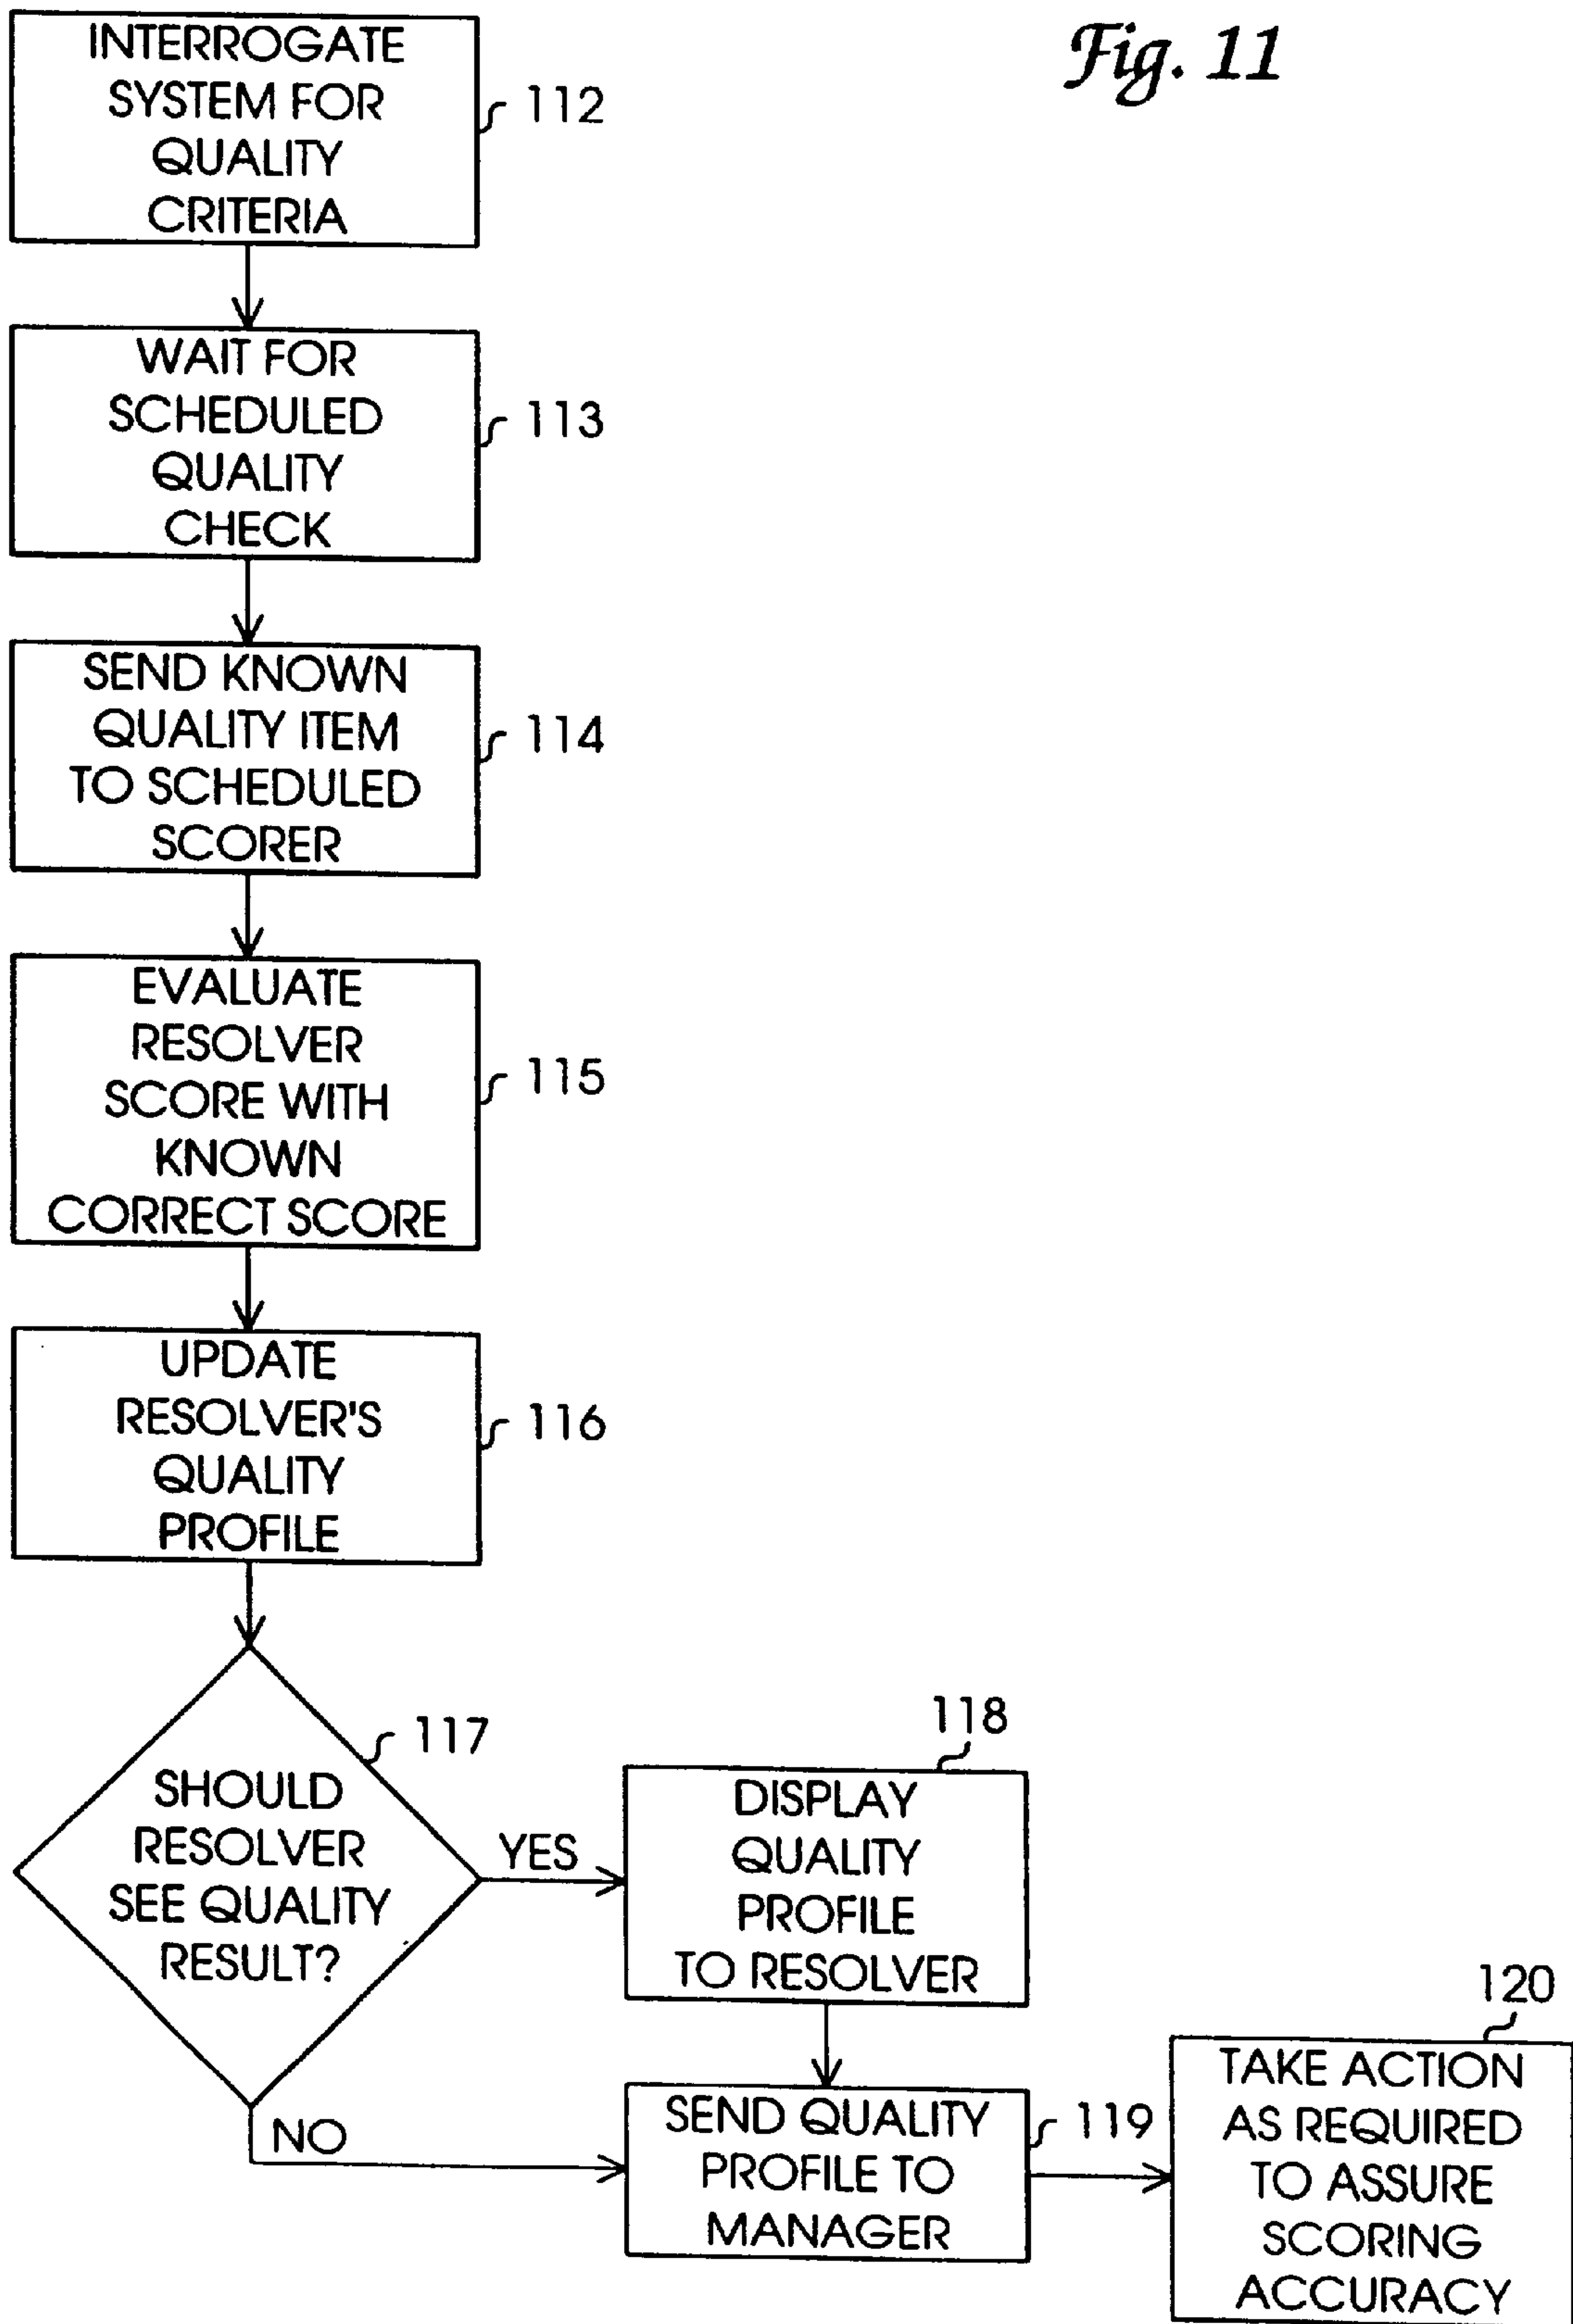 Fig. 11
INTERROGATE
SYSTEM FOR
QUALITY
CRITERIA
112
WAIT FOR
SCHEDULED
QUALITY
CHECK
113
SEND KNOWN
QUALITY ITEM
TO SCHEDULED
SCORER
114
EVALUATE
RESOLVER
SCORE WITH
KNOWN
CORRECT SCORE
115
UPDATE
RESOLVER'S
QUALITY
PROFILE
116
SHOULD
RESOLVER
SEE QUALITY
RESULT?
117
YES
NO
DISPLAY
QUALITY
PROFILE
TO RESOLVER
118
SEND QUALITY
PROFILE TO
MANAGER
119
TAKE ACTION
AS REQUIRED
TO ASSURE
SCORING
ACCURACY
120